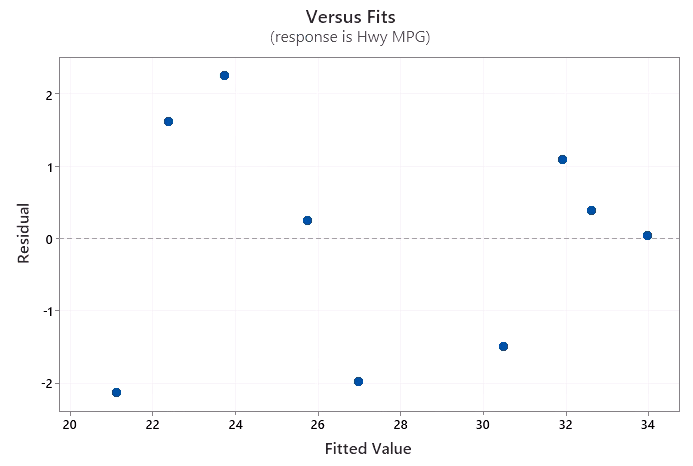 Versus Fits
(response is Hwy MPG)
2
1
0
-1
-2
Residual
20 22 24 26 28 30 32 34
Fitted Value